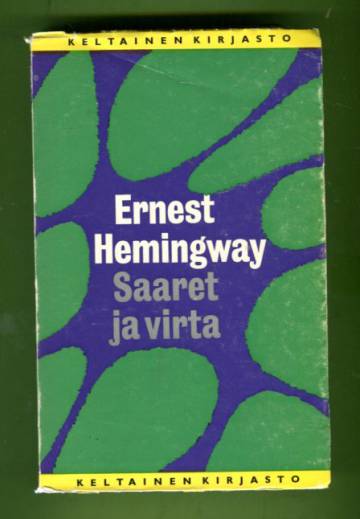 KELTAINEN KIRJASTO
Ernest
Hemingway
Saaret
ja virta
KELTAINEN KIRJASTO